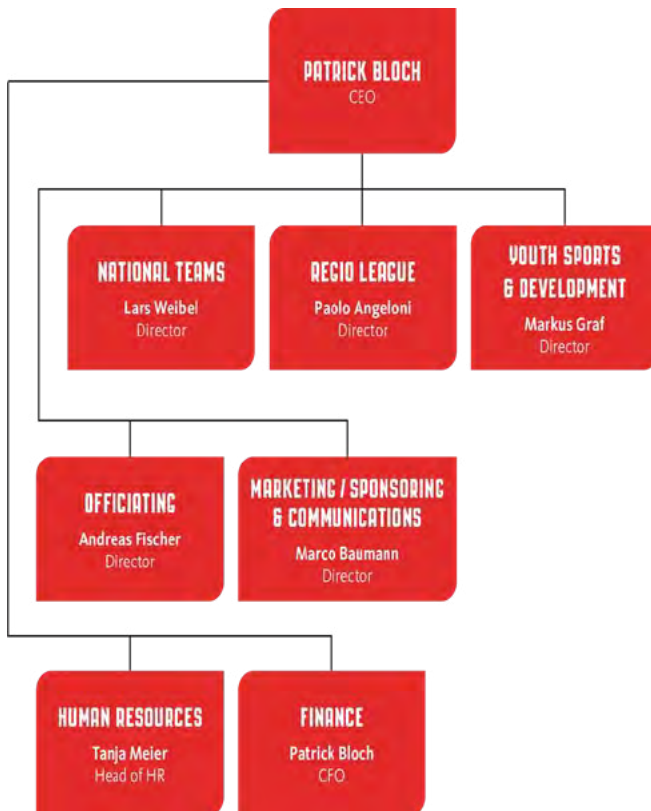 PATRICK BLOCH
CEO
NATIONAL TEAMS
Lars Weibel
Director
REGIO LEAGUE
Paolo Angeloni
Director
YOUTH SPORTS
& DEVELOPMENT
Markus Graf
Director
OFFICIATING
Andreas Fischer
Director
MARKETING / SPONSORING
& COMMUNICATIONS
Marco Baumann
Director
HUMAN RESOURCES
Tanja Meier
Head of HR
FINANCE
Patrick Bloch
CFO